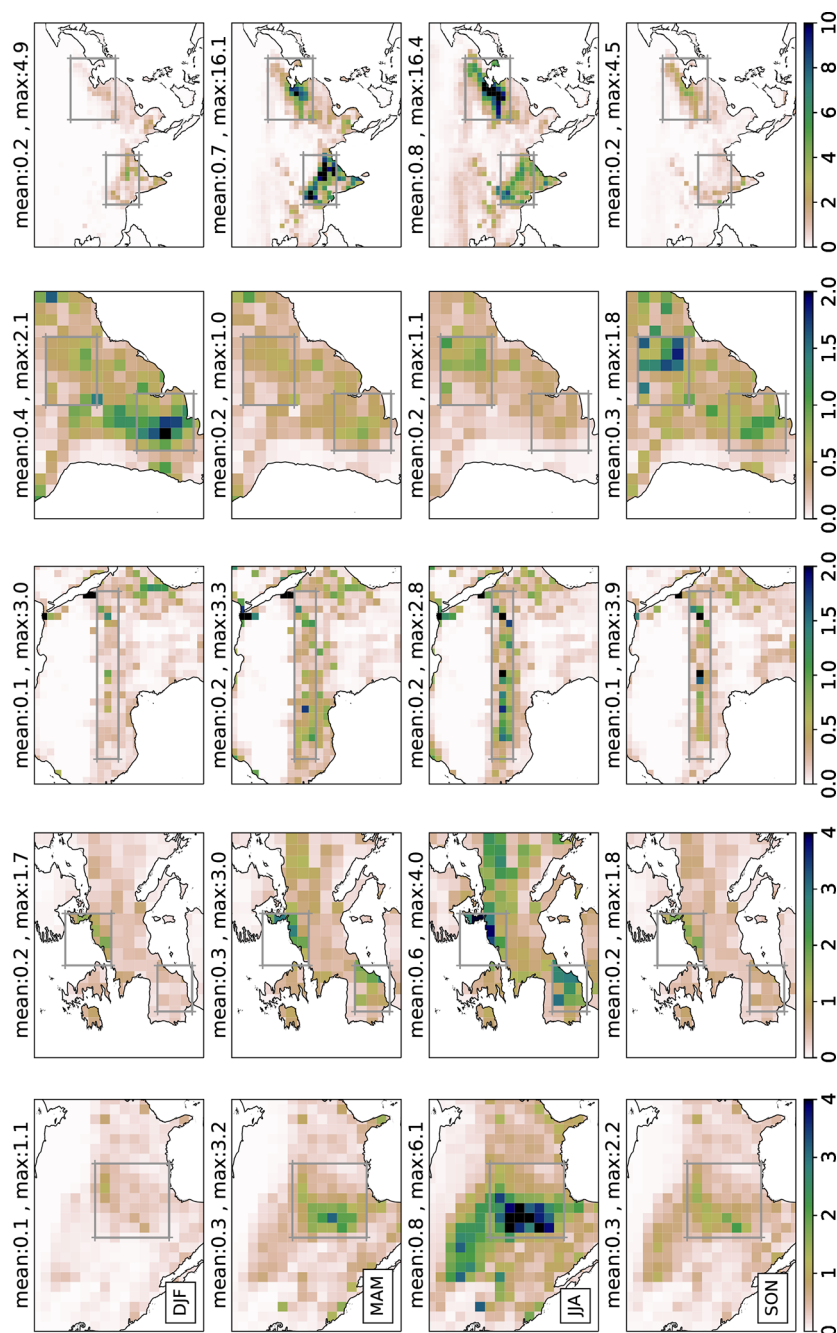 mean:0.1 , max:1.1 mean:0.2 , max:1.7 mean:0.1 , max:3.0 mean:0.4 , max:2.1 mean:0.2 , max:4.9
DJF
mean:0.3 , max:3.2 mean:0.3 , max:3.0 mean:0.2 , max:3.3 mean:0.2 , max:1.0 mean:0.7 , max:16.1
MAM
mean:0.8 , max:6.1 mean:0.6 , max:4.0 mean:0.2 , max:2.8 mean:0.2 , max:1.1 mean:0.8 , max:16.4
JJA
mean:0.3 , max:2.2 mean:0.2 , max:1.8 mean:0.1 , max:3.9 mean:0.3 , max:1.8 mean:0.2 , max:4.5
SON
0 1 2 3 4 0 1 2 3 4 0.0 0.5 1.0 1.5 2.0 0.0 0.5 1.0 1.5 2.0 0 2 4 6 8 10